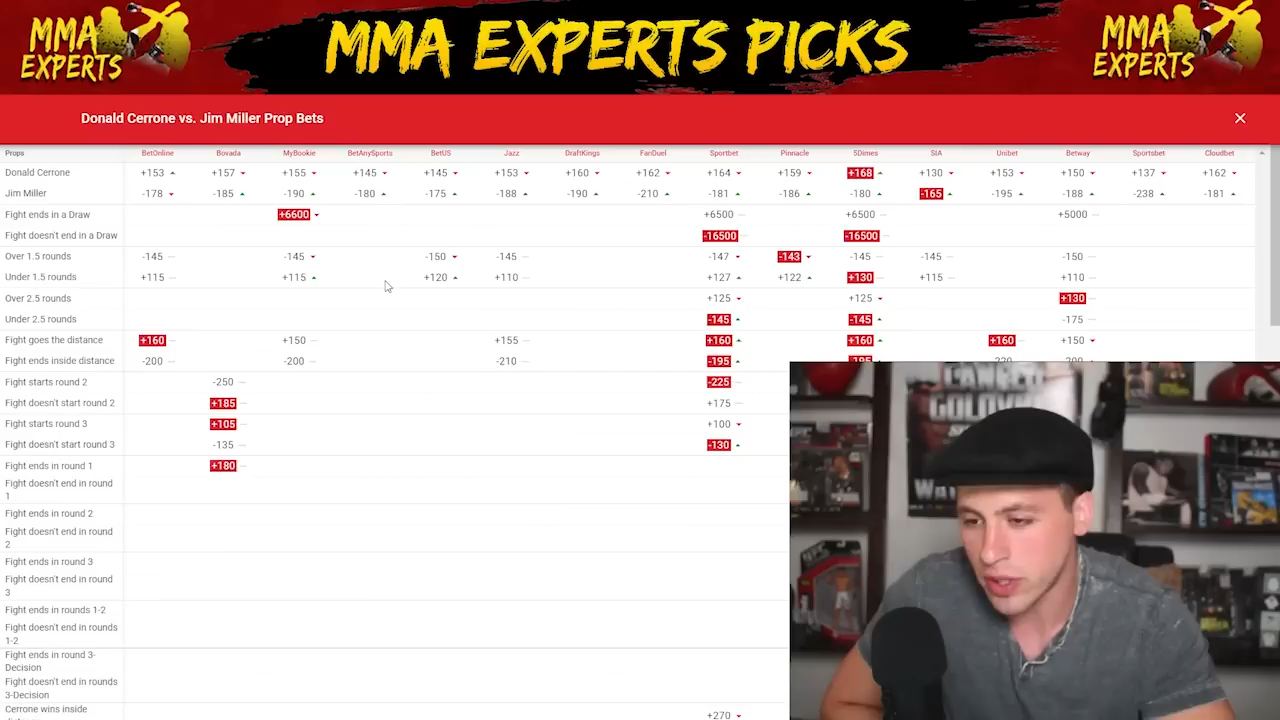 MMA EXPERTS
MMA EXPERTS PICKS
MMA EXPERTS
Donald Cerrone vs. Jim Miller Prop Bets
Props BetOnline Bovada MyBookie BetAnySports BetUS Jazz DraftKings FanDuel Sportbet Pinnacle 5Dimes SIA Unibet Betway Sportsbet Cloudbet
Donald Cerrone +153 +157 +155 +145 +145 +153 +160 +162 +164 +159 +168 +130 +153 +150 +137 +162
Jim Miller -178 -185 -190 -180 -175 -188 -190 -210 -181 -186 -180 -165 -195 -188 -238 -181
Fight ends in a Draw +6600 +6500 +6500 +5000
Fight doesn't end in a Draw -16500 -16500
Over 1.5 rounds -145 -145 -150 -145 -147 -143 -145 -145 -150
Under 1.5 rounds +115 +115 +120 +110 +127 +122 +130 +115 +110
Over 2.5 rounds +125 +125 +130
Under 2.5 rounds -145 -145 -175
Fight goes the distance +160 +150 +155 +160 +160 +160 +150
Fight ends inside distance -200 -200 -210 -195
Fight starts round 2 -250 -225
Fight doesn't start round 2 +185 +175
Fight starts round 3 +105 +100
Fight doesn't start round 3 -135 -130
Fight ends in round 1 +180
Fight doesn't end in round
1
Fight ends in round 2
Fight doesn't end in round
2
Fight ends in round 3
Fight doesn't end in round
3
Fight ends in rounds 1-2
Fight doesn't end in rounds
1-2
Fight ends in round 3-
Decision
Fight doesn't end in rounds
3-Decision
Cerrone wins inside +270